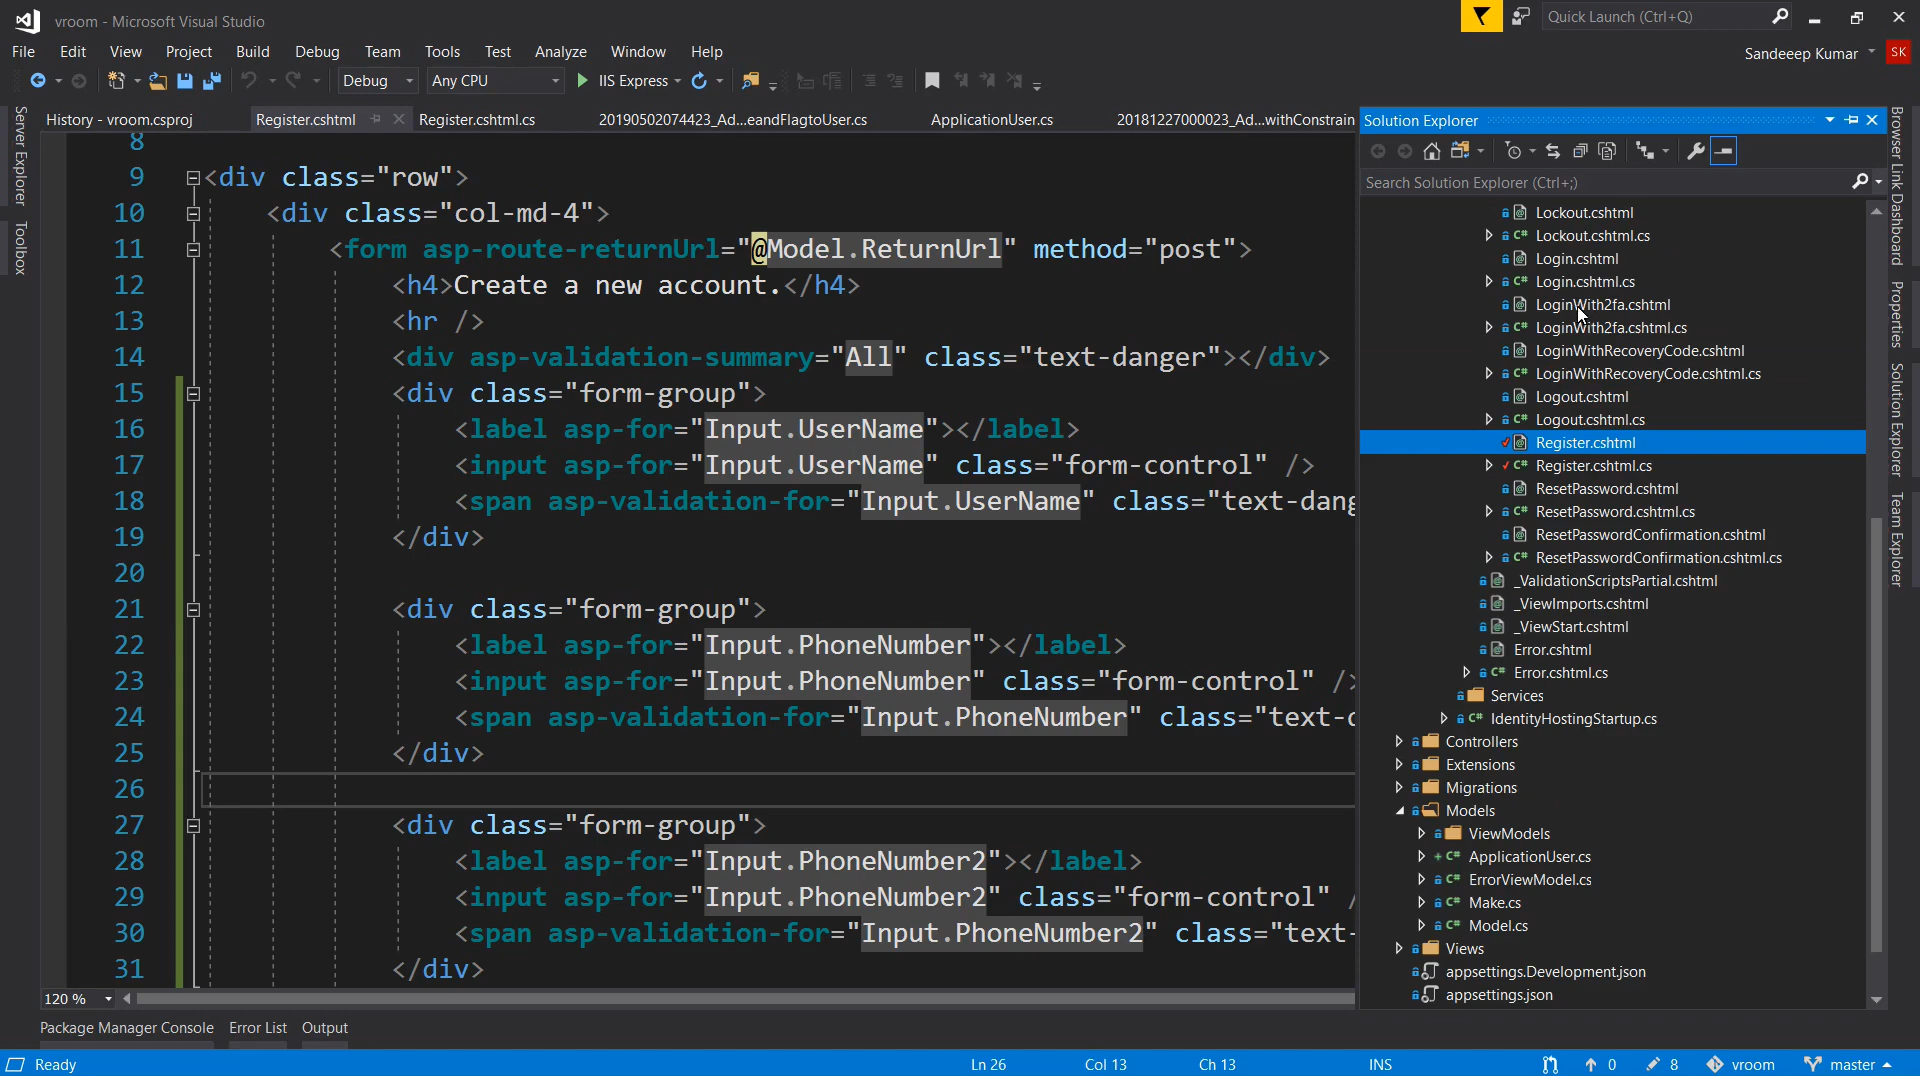 vroom - Microsoft Visual Studio
Quick Launch (Ctrl+Q)
File Edit View Project Build Debug Team Tools Test Analyze Window Help
Sandeeep Kumar SK
Debug Any CPU IIS Express
Server Explorer
Toolbox
History - vroom.csproj Register.cshtml Register.cshtml.cs 20190502074423_Ad...eandFlagtoUser.cs ApplicationUser.cs 20181227000023_Ad...withConstrain
8
9 <div class="row">
10 <div class="col-md-4">
11 <form asp-route-returnUrl="@Model.ReturnUrl" method="post">
12 <h4>Create a new account.</h4>
13 <hr />
14 <div asp-validation-summary="All" class="text-danger"></div>
15 <div class="form-group">
16 <label asp-for="Input.UserName"></label>
17 <input asp-for="Input.UserName" class="form-control" />
18 <span asp-validation-for="Input.UserName" class="text-dang
19 </div>
20
21 <div class="form-group">
22 <label asp-for="Input.PhoneNumber"></label>
23 <input asp-for="Input.PhoneNumber" class="form-control" />
24 <span asp-validation-for="Input.PhoneNumber" class="text-d
25 </div>
26
27 <div class="form-group">
28 <label asp-for="Input.PhoneNumber2"></label>
29 <input asp-for="Input.PhoneNumber2" class="form-control" /
30 <span asp-validation-for="Input.PhoneNumber2" class="text-
31 </div>
120 %
Solution Explorer
Search Solution Explorer (Ctrl+;)
Lockout.cshtml
Lockout.cshtml.cs
Login.cshtml
Login.cshtml.cs
LoginWith2fa.cshtml
LoginWith2fa.cshtml.cs
LoginWithRecoveryCode.cshtml
LoginWithRecoveryCode.cshtml.cs
Logout.cshtml
Logout.cshtml.cs
Register.cshtml
Register.cshtml.cs
ResetPassword.cshtml
ResetPassword.cshtml.cs
ResetPasswordConfirmation.cshtml
ResetPasswordConfirmation.cshtml.cs
_ValidationScriptsPartial.cshtml
_ViewImports.cshtml
_ViewStart.cshtml
Error.cshtml
Error.cshtml.cs
Services
IdentityHostingStartup.cs
Controllers
Extensions
Migrations
Models
ViewModels
ApplicationUser.cs
ErrorViewModel.cs
Make.cs
Model.cs
Views
appsettings.Development.json
appsettings.json
Browser Link Dashboard
Properties
Solution Explorer
Team Explorer
Package Manager Console Error List Output
Ready Ln 26 Col 13 Ch 13 INS 0 8 vroom master